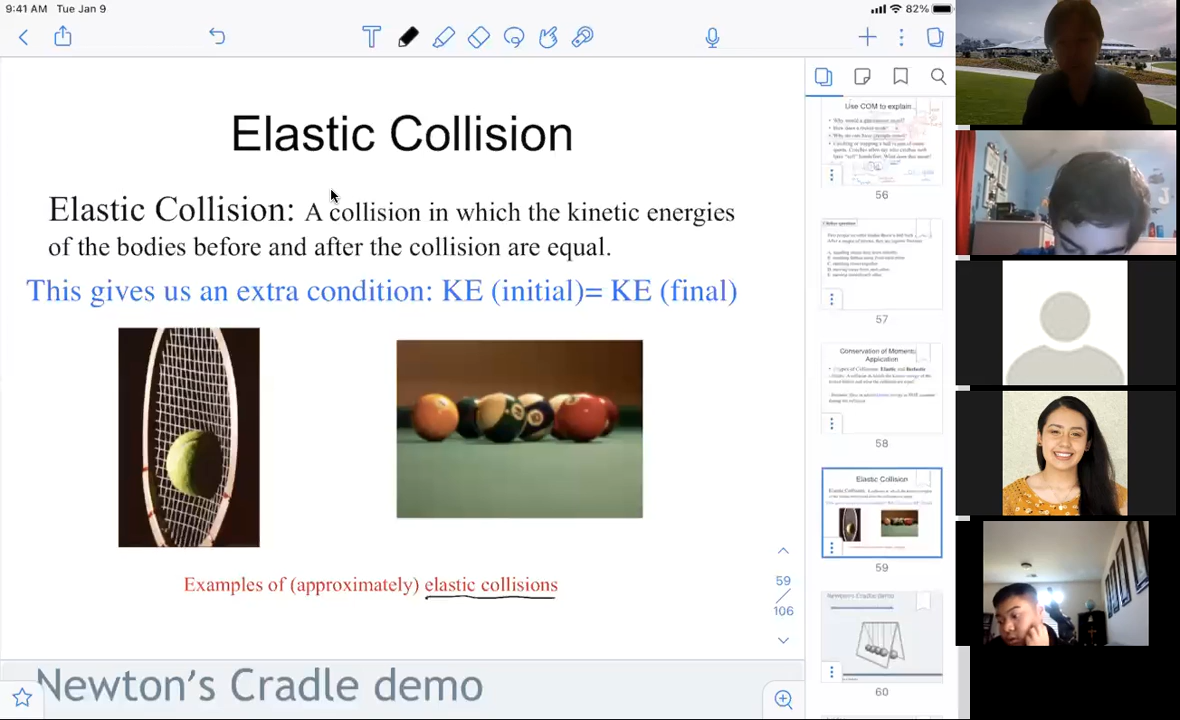 9:41 AM Tue Jan 9
82%
Elastic Collision
Elastic Collision: A collision in which the kinetic energies
of the bodies before and after the collision are equal.
This gives us an extra condition: KE (initial)= KE (final)
Examples of (approximately) elastic collisions
59
106
Newton's Cradle demo
Use COM to explain...
56
57
Conservation of Momentum
Application
58
Elastic Collision
59
Newton's Cradle demo
60